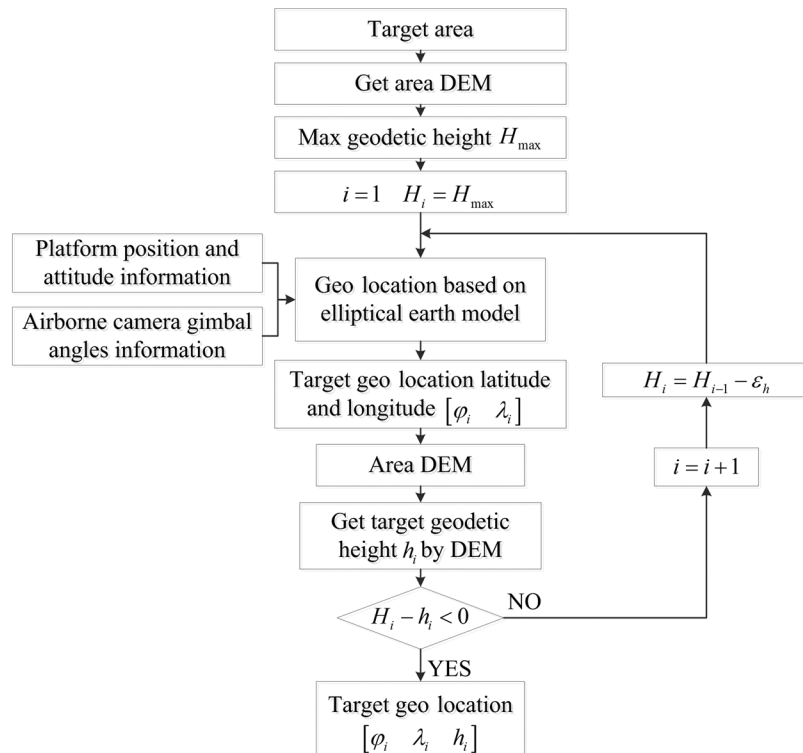 Target area
Get area DEM
Max geodetic height H_max
i = 1 H_i = H_max
Platform position and
attitude information
Airborne camera gimbal
angles information
Geo location based on
elliptical earth model
Target geo location latitude
and longitude [φ_i λ_i]
Area DEM
Get target geodetic
height h_i by DEM
H_i − h_i < 0
NO
i = i + 1
H_i = H_{i−1} − ε_h
YES
Target geo location
[φ_i λ_i h_i]